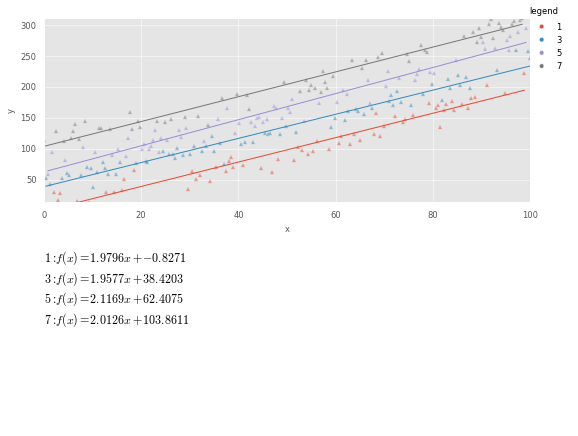 legend
1
3
5
7
300
250
200
150
100
50
y
0 20 40 60 80 100
x
1 : f(x) = 1.9796x + −0.8271
3 : f(x) = 1.9577x + 38.4203
5 : f(x) = 2.1169x + 62.4075
7 : f(x) = 2.0126x + 103.8611